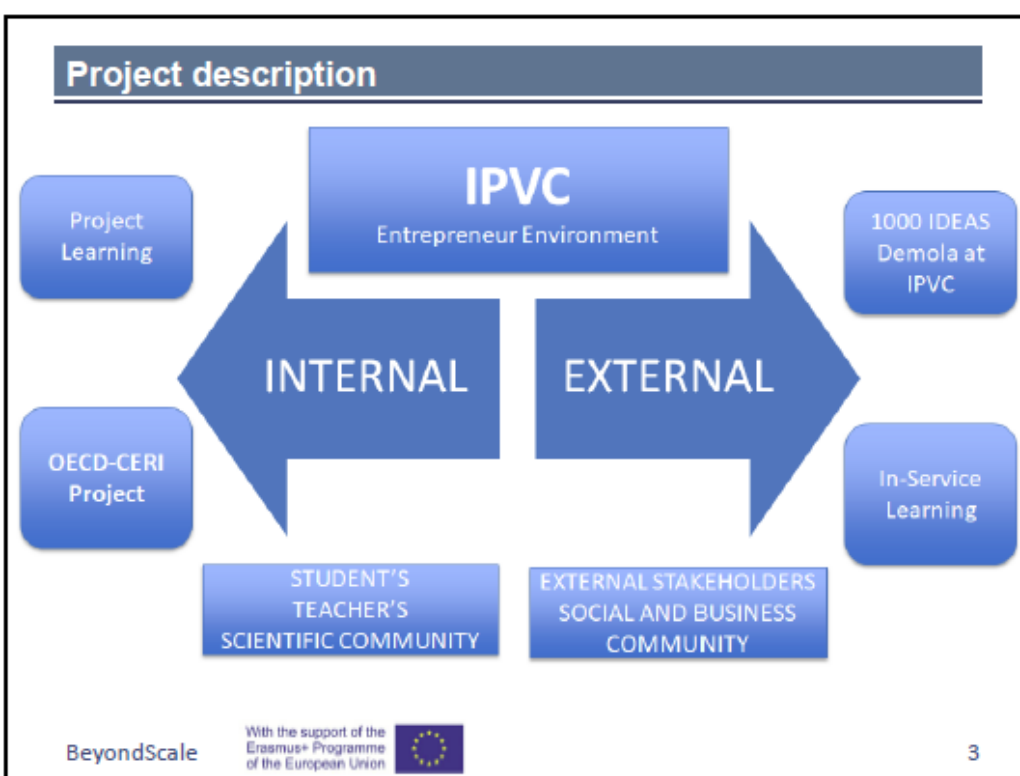 Project description
IPVC
Entrepreneur Environment
Project
Learning
1000 IDEAS
Demola at
IPVC
INTERNAL
EXTERNAL
OECD-CERI
Project
In-Service
Learning
STUDENT'S
TEACHER'S
SCIENTIFIC COMMUNITY
EXTERNAL STAKEHOLDERS
SOCIAL AND BUSINESS
COMMUNITY
BeyondScale
With the support of the
Erasmus+ Programme
of the European Union
3